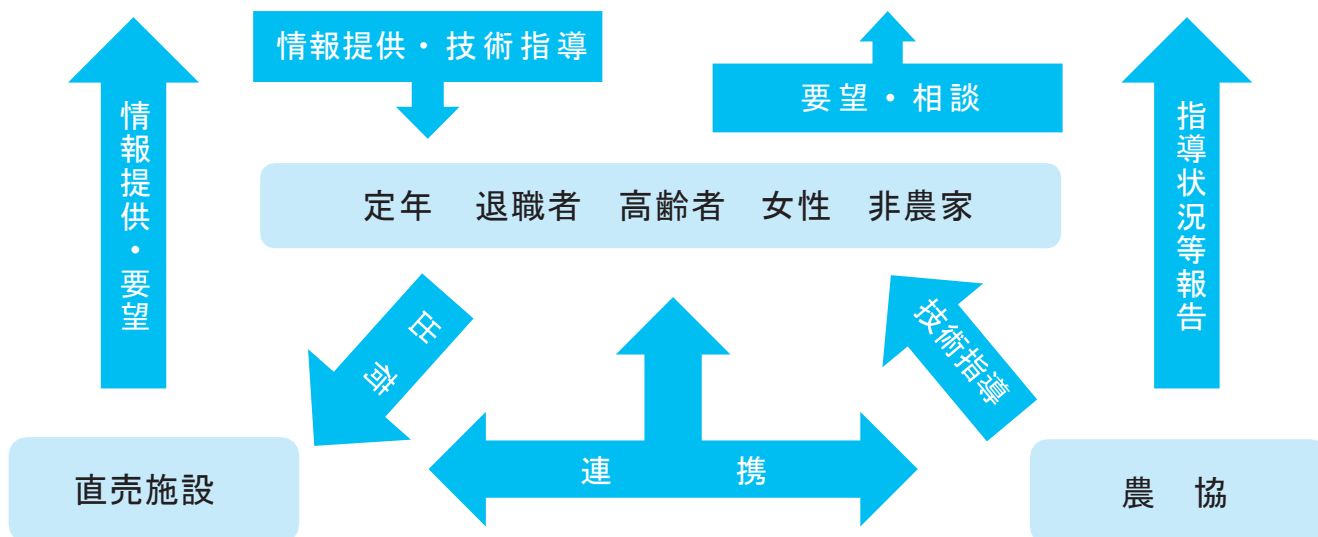 情報提供・技術指導
要望・相談
情報提供・要望
指導状況等報告
定年　退職者　高齢者　女性　非農家
出荷
技術指導
連　携
直売施設
農　協